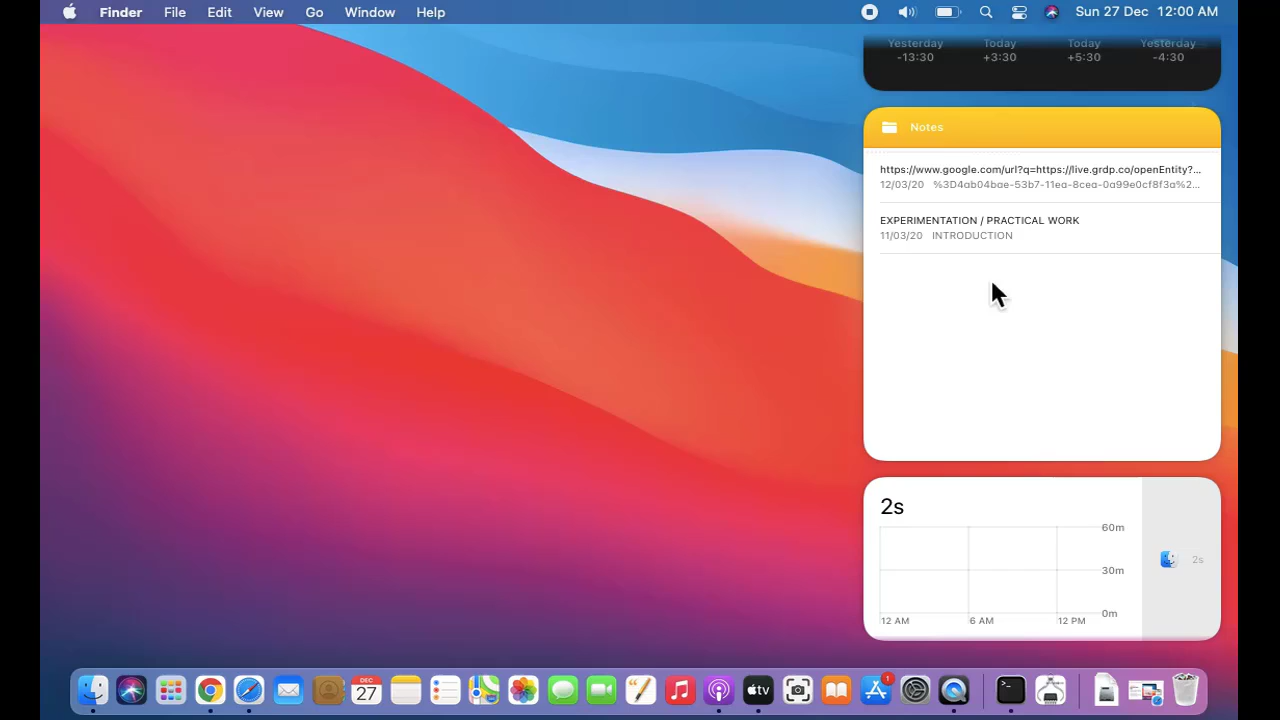 Finder File Edit View Go Window Help Sun 27 Dec 12:00 AM
Yesterday Today Today Yesterday
-13:30 +3:30 +5:30 -4:30
Notes
https://www.google.com/url?q=https://live.grdp.co/openEntity?...
12/03/20 %3D4ab04bae-53b7-11ea-8cea-0a99e0cf8f3a%2...
EXPERIMENTATION / PRACTICAL WORK
11/03/20 INTRODUCTION
2s
60m
30m
2s
0m
12 AM 6 AM 12 PM
DEC
27
tv
1